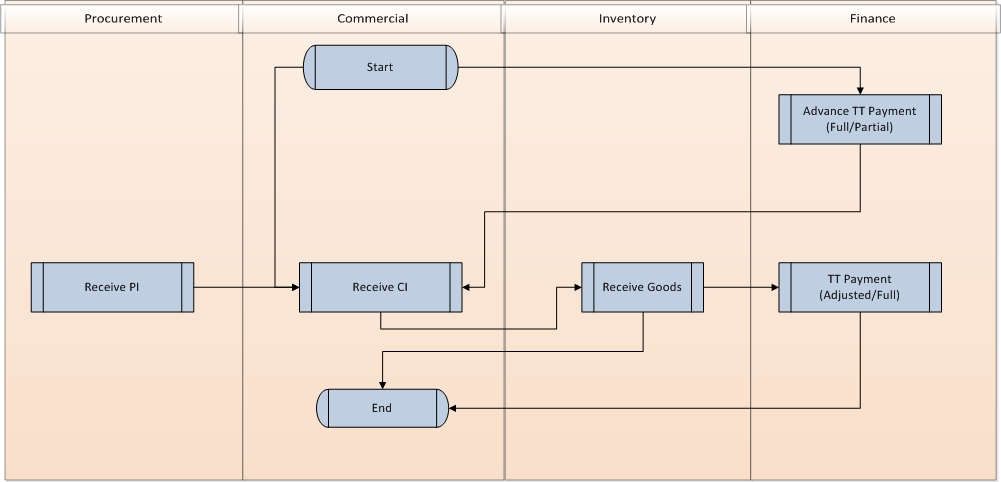 Procurement
Commercial
Inventory
Finance
Start
Advance TT Payment
(Full/Partial)
Receive PI
Receive CI
Receive Goods
TT Payment
(Adjusted/Full)
End